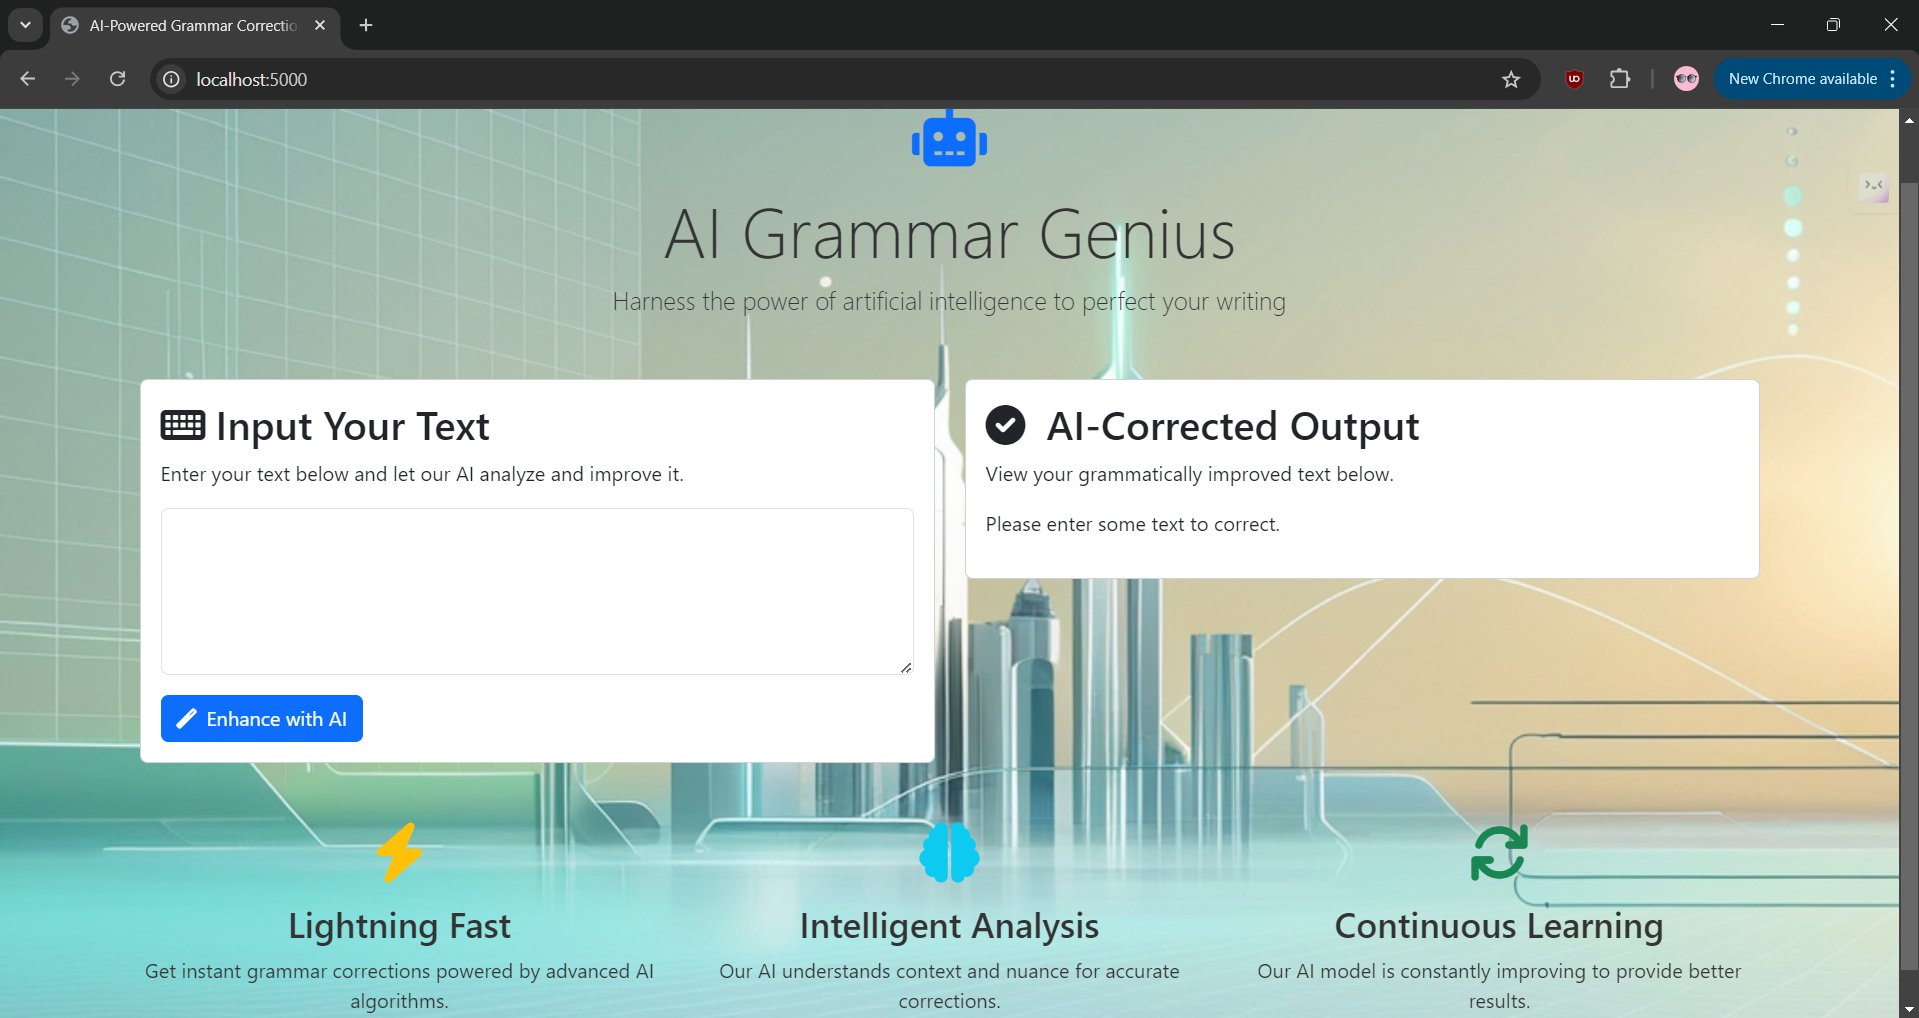 AI-Powered Grammar Correctio
localhost:5000
New Chrome available
AI Grammar Genius
Harness the power of artificial intelligence to perfect your writing
Input Your Text
Enter your text below and let our AI analyze and improve it.
Enhance with AI
AI-Corrected Output
View your grammatically improved text below.
Please enter some text to correct.
Lightning Fast
Get instant grammar corrections powered by advanced AI
algorithms.
Intelligent Analysis
Our AI understands context and nuance for accurate
corrections.
Continuous Learning
Our AI model is constantly improving to provide better
results.